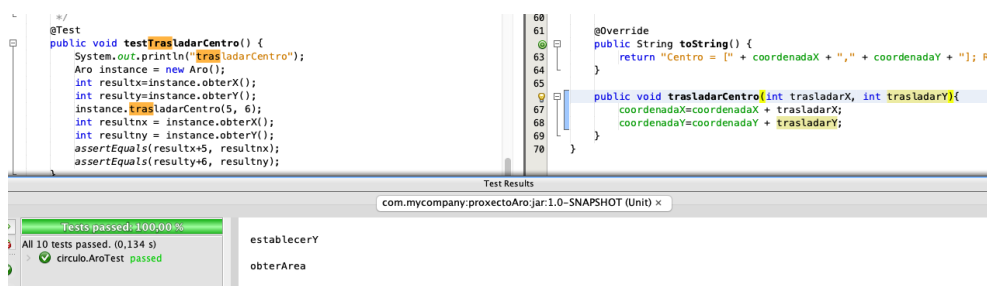 */
@Test
public void testTrasladarCentro() {
System.out.println("trasladarCentro");
Aro instance = new Aro();
int resultx=instance.obterX();
int resulty=instance.obterY();
instance.trasladarCentro(5, 6);
int resultnx = instance.obterX();
int resultny = instance.obterY();
assertEquals(resultx+5, resultnx);
assertEquals(resulty+6, resultny);
}
60
61 @Override
public String toString() {
63 return "Centro = [" + coordenadaX + "," + coordenadaY + "]; R
64 }
65
public void trasladarCentro(int trasladarX, int trasladarY){
67 coordenadaX=coordenadaX + trasladarX;
68 coordenadaY=coordenadaY + trasladarY;
69 }
70 }
Test Results
com.mycompany:proxectoAro:jar:1.0-SNAPSHOT (Unit) ×
Tests passed: 100,00 %
All 10 tests passed. (0,134 s)
circulo.AroTest passed
establecerY
obterArea